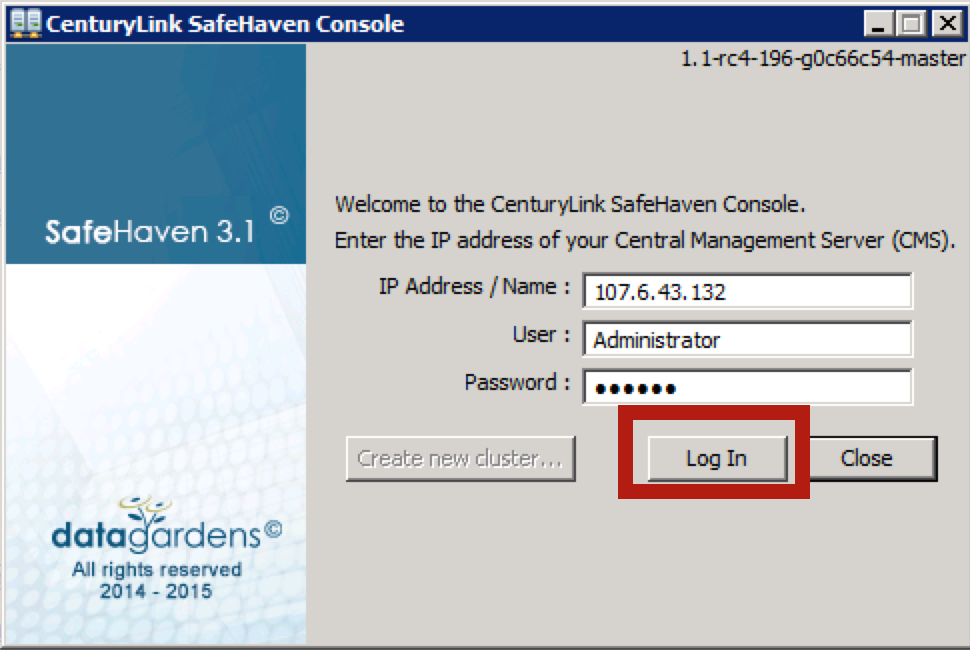 CenturyLink SafeHaven Console
1.1-rc4-196-g0c66c54-master
SafeHaven 3.1 ©
Welcome to the CenturyLink SafeHaven Console.
Enter the IP address of your Central Management Server (CMS).
IP Address / Name : 107.6.43.132
User : Administrator
Password : ●●●●●●
Create new cluster... Log In Close
datagardens©
All rights reserved
2014 - 2015